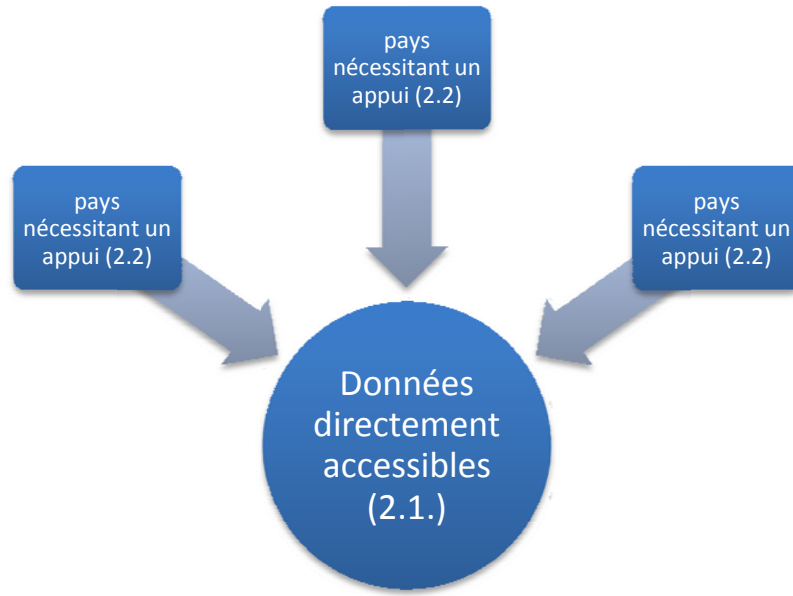 pays
nécessitant un
appui (2.2)
pays
nécessitant un
appui (2.2)
pays
nécessitant un
appui (2.2)
Données
directement
accessibles
(2.1.)